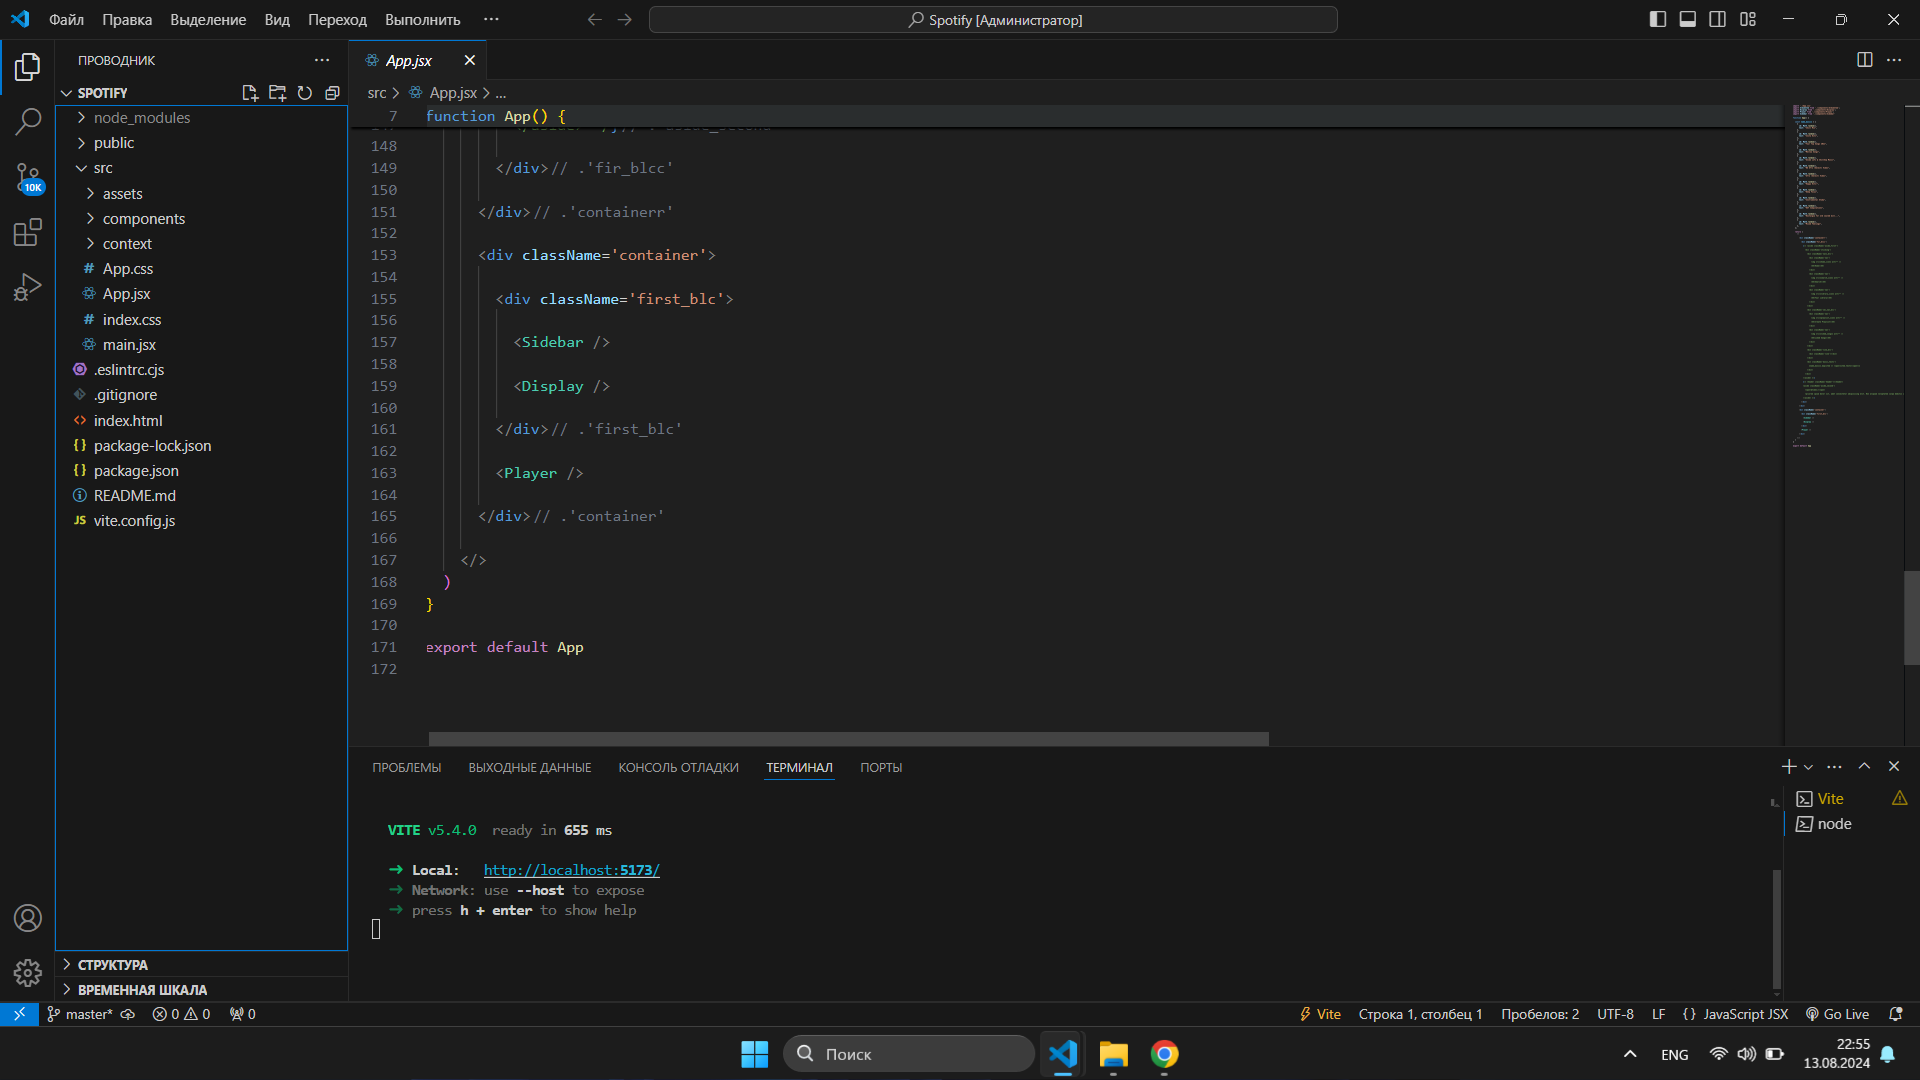 Файл Правка Выделение Вид Переход Выполнить ···
Spotify [Администратор]
ПРОВОДНИК
SPOTIFY
node_modules
public
src
assets
components
context
# App.css
App.jsx
# index.css
main.jsx
.eslintrc.cjs
.gitignore
<> index.html
{ } package-lock.json
{ } package.json
README.md
JS vite.config.js
СТРУКТУРА
ВРЕМЕННАЯ ШКАЛА
10K
App.jsx
src > App.jsx > ...
7 function App() {
148
149 </div>// .'fir_blcc'
150
151 </div>// .'containerr'
152
153 <div className='container'>
154
155 <div className='first_blc'>
156
157 <Sidebar />
158
159 <Display />
160
161 </div>// .'first_blc'
162
163 <Player />
164
165 </div>// .'container'
166
167 </>
168 )
169 }
170
171 export default App
172
ПРОБЛЕМЫ ВЫХОДНЫЕ ДАННЫЕ КОНСОЛЬ ОТЛАДКИ ТЕРМИНАЛ ПОРТЫ
VITE v5.4.0 ready in 655 ms
➜ Local: http://localhost:5173/
➜ Network: use --host to expose
➜ press h + enter to show help
Vite
node
master* 0 0 0
Vite Строка 1, столбец 1 Пробелов: 2 UTF-8 LF { } JavaScript JSX Go Live
Поиск
ENG
22:55
13.08.2024